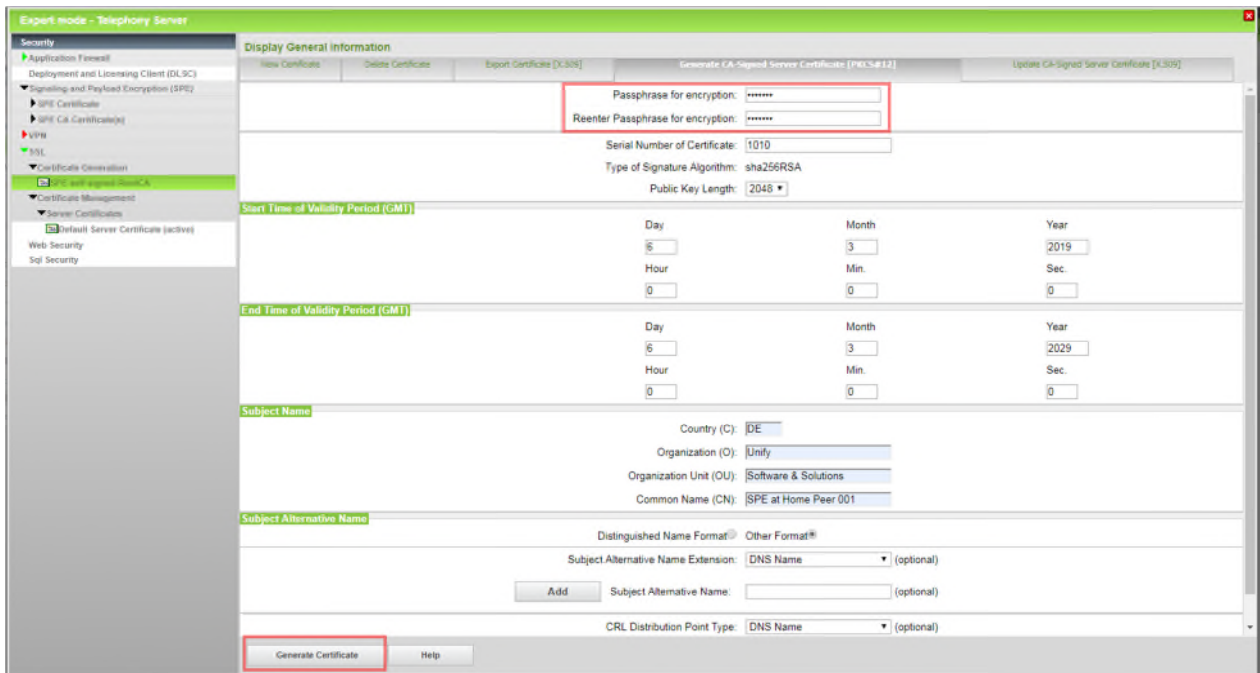 Expert mode - Telephony Server
Security
Application Firewall
Deployment and Licensing Client (DLSC)
Signaling and Payload Encryption (SPE)
SPE Certificate
SPE CA Certificate(s)
VPN
SSL
Certificate Generation
SPE self-signed-RootCA
Certificate Management
Server Certificates
Default Server Certificate (active)
Web Security
Sql Security
Display General Information
View Certificate Delete Certificate Export Certificate [X.509] Generate CA-Signed Server Certificate [PKCS#12] Update CA-Signed Server Certificate [X.509]
Passphrase for encryption: •••••••
Reenter Passphrase for encryption: •••••••
Serial Number of Certificate: 1010
Type of Signature Algorithm: sha256RSA
Public Key Length: 2048
Start Time of Validity Period (GMT)
Day Month Year
6 3 2019
Hour Min. Sec.
0 0 0
End Time of Validity Period (GMT)
Day Month Year
6 3 2029
Hour Min. Sec.
0 0 0
Subject Name
Country (C): DE
Organization (O): Unify
Organization Unit (OU): Software & Solutions
Common Name (CN): SPE at Home Peer 001
Subject Alternative Name
Distinguished Name Format Other Format
Subject Alternative Name Extension: DNS Name (optional)
Add Subject Alternative Name: (optional)
CRL Distribution Point Type: DNS Name (optional)
Generate Certificate Help